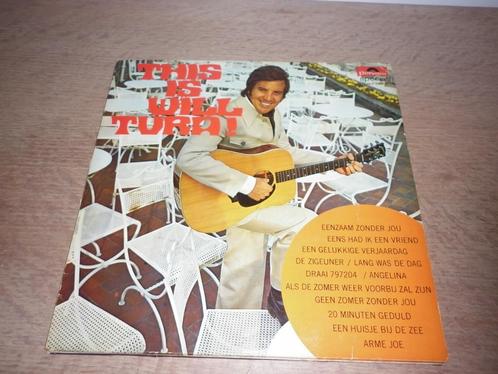 THIS
IS
WILL
TURA!
Polydor
EENZAAM ZONDER JOU
EENS HAD IK EEN VRIEND
EEN GELUKKIGE VERJAARDAG
DE ZIGEUNER / LANG WAS DE DAG
DRAAI 797204 / ANGELINA
ALS DE ZOMER WEER VOORBIJ ZAL ZIJN
GEEN ZOMER ZONDER JOU
20 MINUTEN GEDULD
EEN HUISJE BIJ DE ZEE
ARME JOE